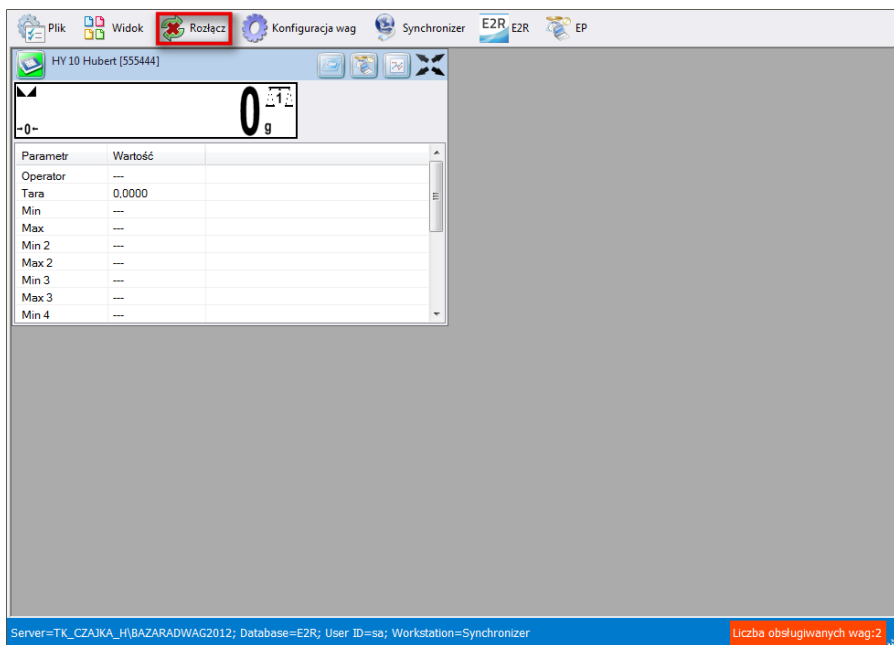 Plik Widok Rozłącz Konfiguracja wag Synchronizer E2R E2R EP
HY 10 Hubert [555444]
1
0 g
-0-
Parametr Wartość
Operator ---
Tara 0,0000
Min ---
Max ---
Min 2 ---
Max 2 ---
Min 3 ---
Max 3 ---
Min 4 ---
Server=TK_CZAJKA_H\BAZARADWAG2012; Database=E2R; User ID=sa; Workstation=Synchronizer Liczba obsługiwanych wag:2